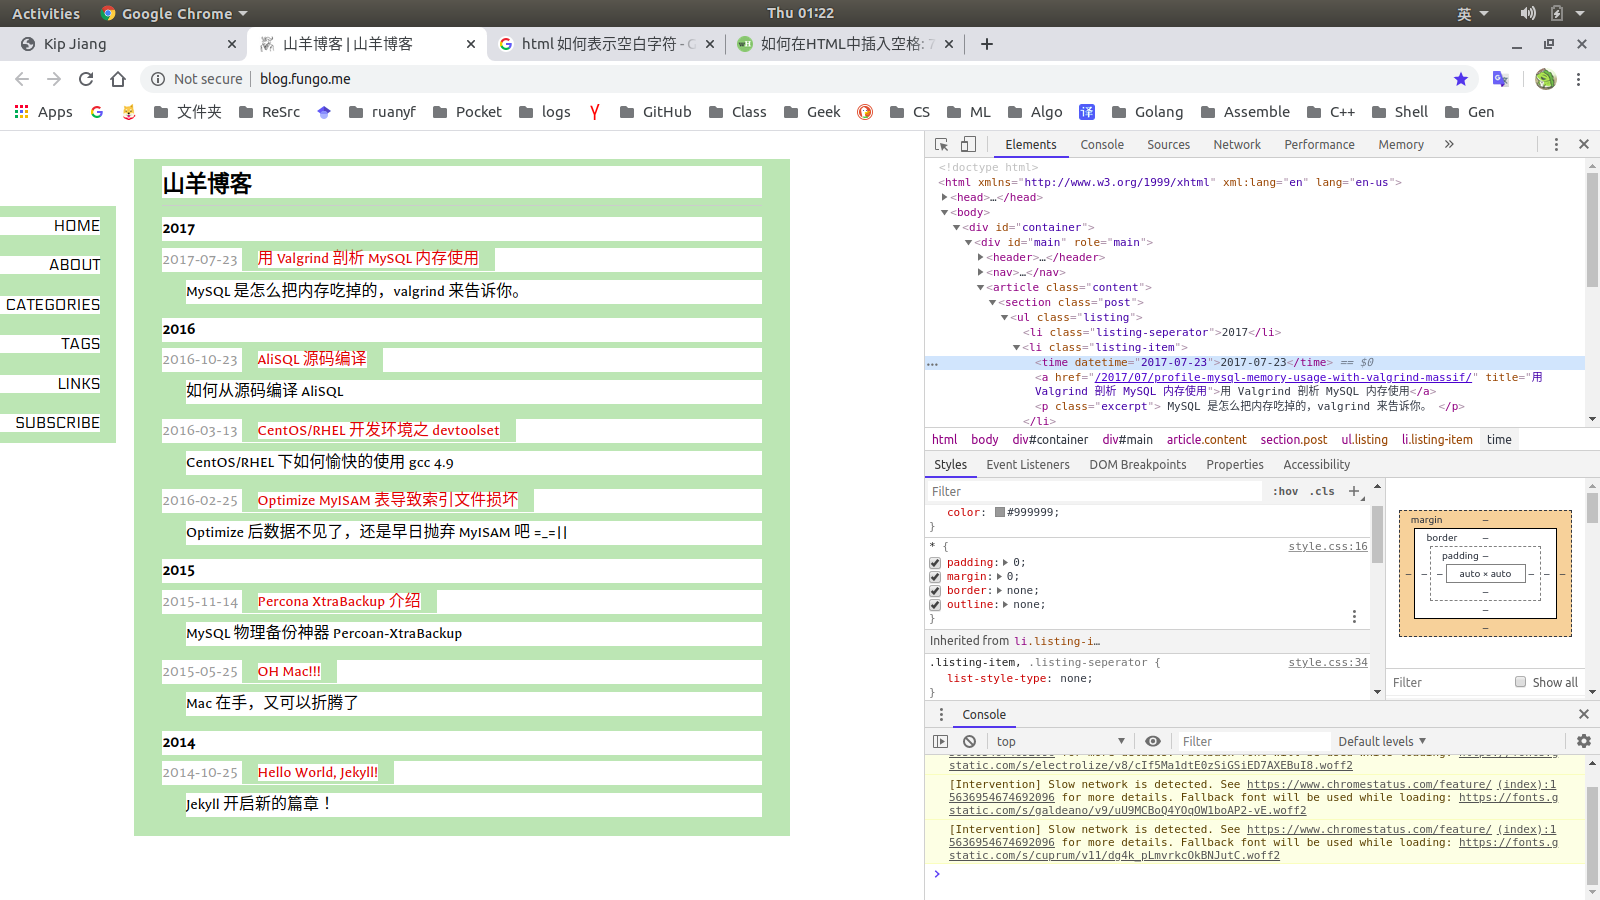 Activities Google Chrome Thu 01:22 英
Kip Jiang 山羊博客 | 山羊博客 html 如何表示空白字符 - G 如何在HTML中插入空格: 7
Not secure blog.fungo.me
Apps 文件夹 ReSrc ruanyf Pocket logs GitHub Class Geek CS ML Algo 译 Golang Assemble C++ Shell Gen
山羊博客
HOME
ABOUT
CATEGORIES
TAGS
LINKS
SUBSCRIBE
2017
2017-07-23 用 Valgrind 剖析 MySQL 内存使用
MySQL 是怎么把内存吃掉的，valgrind 来告诉你。
2016
2016-10-23 AliSQL 源码编译
如何从源码编译 AliSQL
2016-03-13 CentOS/RHEL 开发环境之 devtoolset
CentOS/RHEL 下如何愉快的使用 gcc 4.9
2016-02-25 Optimize MyISAM 表导致索引文件损坏
Optimize 后数据不见了，还是早日抛弃 MyISAM 吧 =_=||
2015
2015-11-14 Percona XtraBackup 介绍
MySQL 物理备份神器 Percoan-XtraBackup
2015-05-25 OH Mac!!!
Mac 在手，又可以折腾了
2014
2014-10-25 Hello World, Jekyll!
Jekyll 开启新的篇章！
Elements Console Sources Network Performance Memory »
<!doctype html>
<html xmlns="http://www.w3.org/1999/xhtml" xml:lang="en" lang="en-us">
<head>…</head>
<body>
<div id="container">
<div id="main" role="main">
<header>…</header>
<nav>…</nav>
<article class="content">
<section class="post">
<ul class="listing">
<li class="listing-seperator">2017</li>
<li class="listing-item">
<time datetime="2017-07-23">2017-07-23</time> == $0
<a href="/2017/07/profile-mysql-memory-usage-with-valgrind-massif/" title="用
Valgrind 剖析 MySQL 内存使用">用 Valgrind 剖析 MySQL 内存使用</a>
<p class="excerpt"> MySQL 是怎么把内存吃掉的，valgrind 来告诉你。 </p>
</li>
html body div#container div#main article.content section.post ul.listing li.listing-item time
Styles Event Listeners DOM Breakpoints Properties Accessibility
Filter :hov .cls +
color: #999999;
}
* { style.css:16
padding: 0;
margin: 0;
border: none;
outline: none;
}
Inherited from li.listing-i…
.listing-item, .listing-seperator { style.css:34
list-style-type: none;
}
margin –
border –
padding –
– – – auto × auto – – –
–
–
–
Filter Show all
Console
top Filter Default levels
static.com/s/electrolize/v8/cIf5Ma1dtE0zSiGSiED7AXEBuI8.woff2
[Intervention] Slow network is detected. See https://www.chromestatus.com/feature/ (index):1
5636954674692096 for more details. Fallback font will be used while loading: https://fonts.g
static.com/s/galdeano/v9/uU9MCBoQ4YOqOW1boAP2-vE.woff2
[Intervention] Slow network is detected. See https://www.chromestatus.com/feature/ (index):1
5636954674692096 for more details. Fallback font will be used while loading: https://fonts.g
static.com/s/cuprum/v11/dg4k_pLmvrkcOkBNJutC.woff2